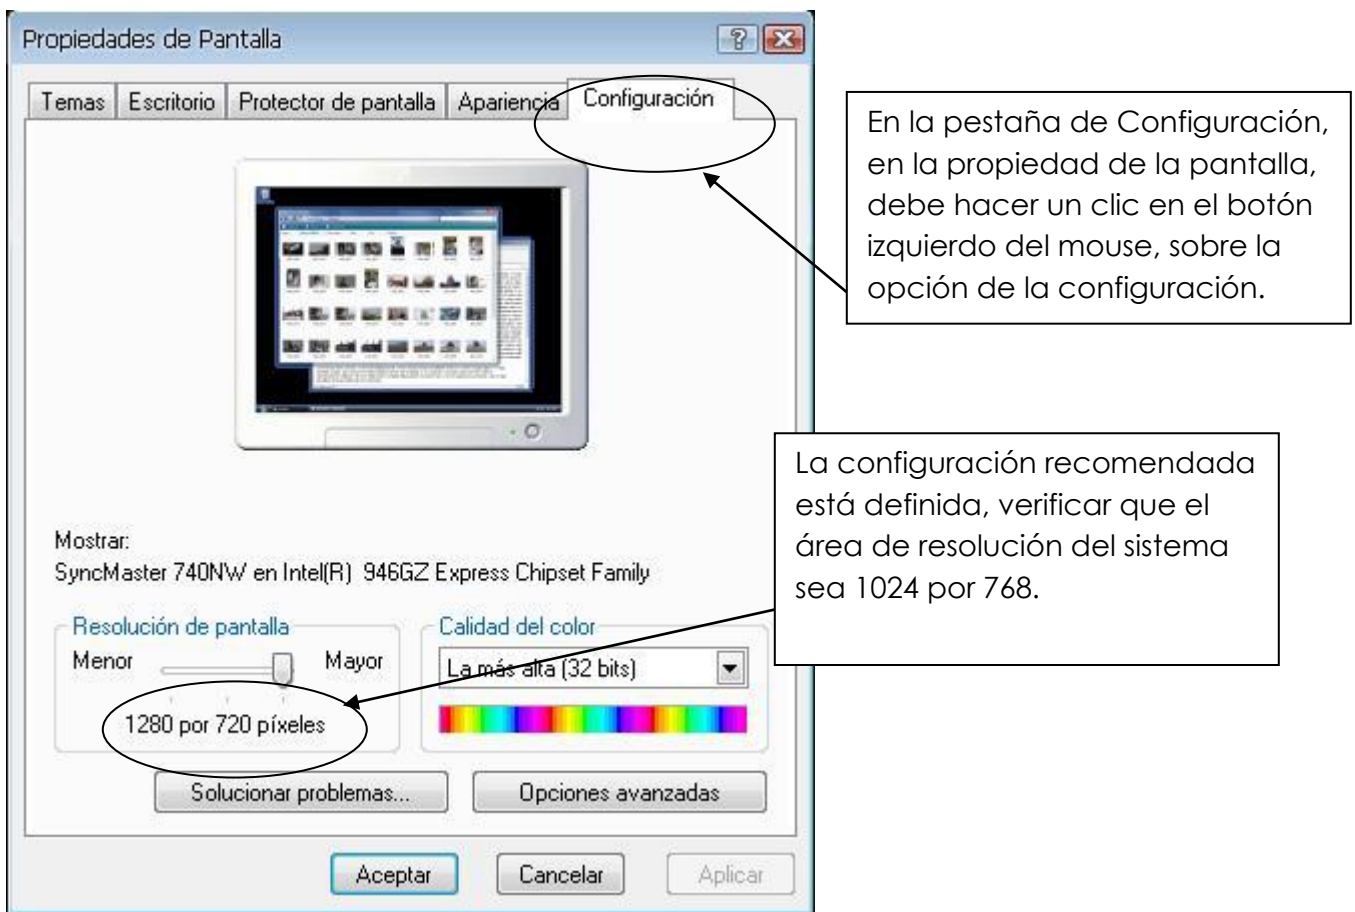 Propiedades de Pantalla
Temas
Escritorio
Protector de pantalla
Apariencia
Configuración
En la pestaña de Configuración,
en la propiedad de la pantalla,
debe hacer un clic en el botón
izquierdo del mouse, sobre la
opción de la configuración.
La configuración recomendada
está definida, verificar que el
área de resolución del sistema
sea 1024 por 768.
Mostrar:
SyncMaster 740NW en Intel(R) 946GZ Express Chipset Family
Resolución de pantalla
Menor
Mayor
1280 por 720 píxeles
Calidad del color
La más alta (32 bits)
Solucionar problemas...
Opciones avanzadas
Aceptar
Cancelar
Aplicar